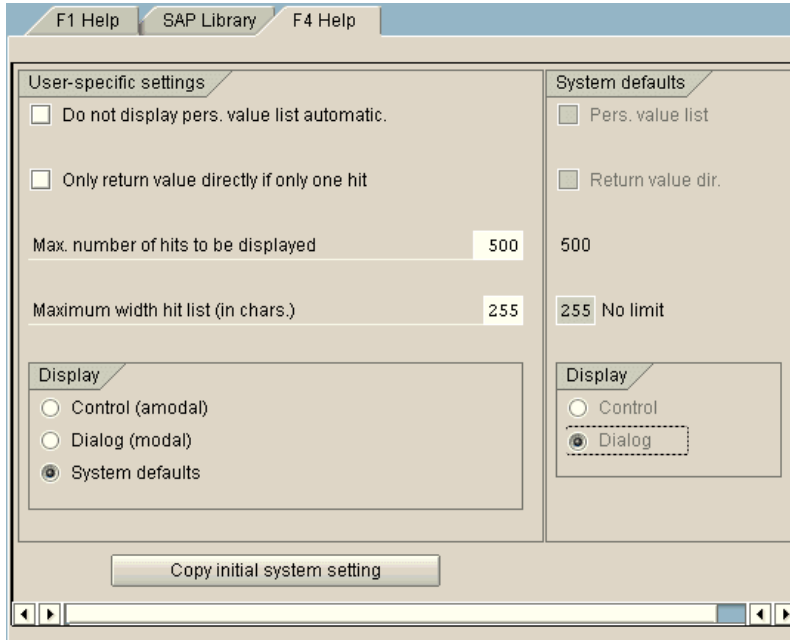 F1 Help SAP Library F4 Help
User-specific settings System defaults
Do not display pers. value list automatic. Pers. value list
Only return value directly if only one hit Return value dir.
Max. number of hits to be displayed 500 500
Maximum width hit list (in chars.) 255 255 No limit
Display Display
Control (amodal) Control
Dialog (modal) Dialog
System defaults
Copy initial system setting